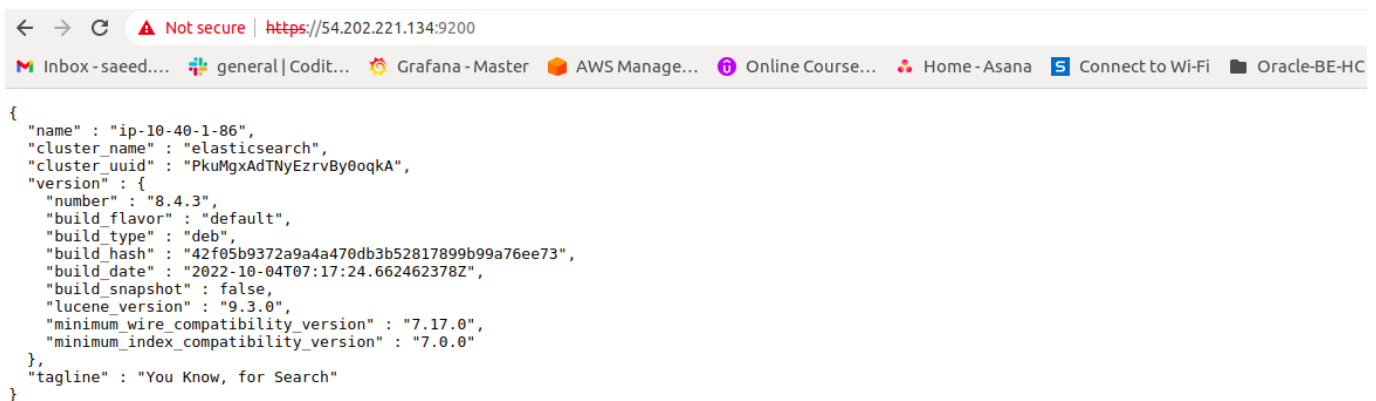 Not secure | https://54.202.221.134:9200
Inbox - saeed.... general | Codit... Grafana - Master AWS Manage... Online Course... Home - Asana S Connect to Wi-Fi Oracle-BE-HC
{
  "name" : "ip-10-40-1-86",
  "cluster_name" : "elasticsearch",
  "cluster_uuid" : "PkuMgxAdTNyEzrvBy0oqkA",
  "version" : {
    "number" : "8.4.3",
    "build_flavor" : "default",
    "build_type" : "deb",
    "build_hash" : "42f05b9372a9a4a470db3b52817899b99a76ee73",
    "build_date" : "2022-10-04T07:17:24.662462378Z",
    "build_snapshot" : false,
    "lucene_version" : "9.3.0",
    "minimum_wire_compatibility_version" : "7.17.0",
    "minimum_index_compatibility_version" : "7.0.0"
  },
  "tagline" : "You Know, for Search"
}